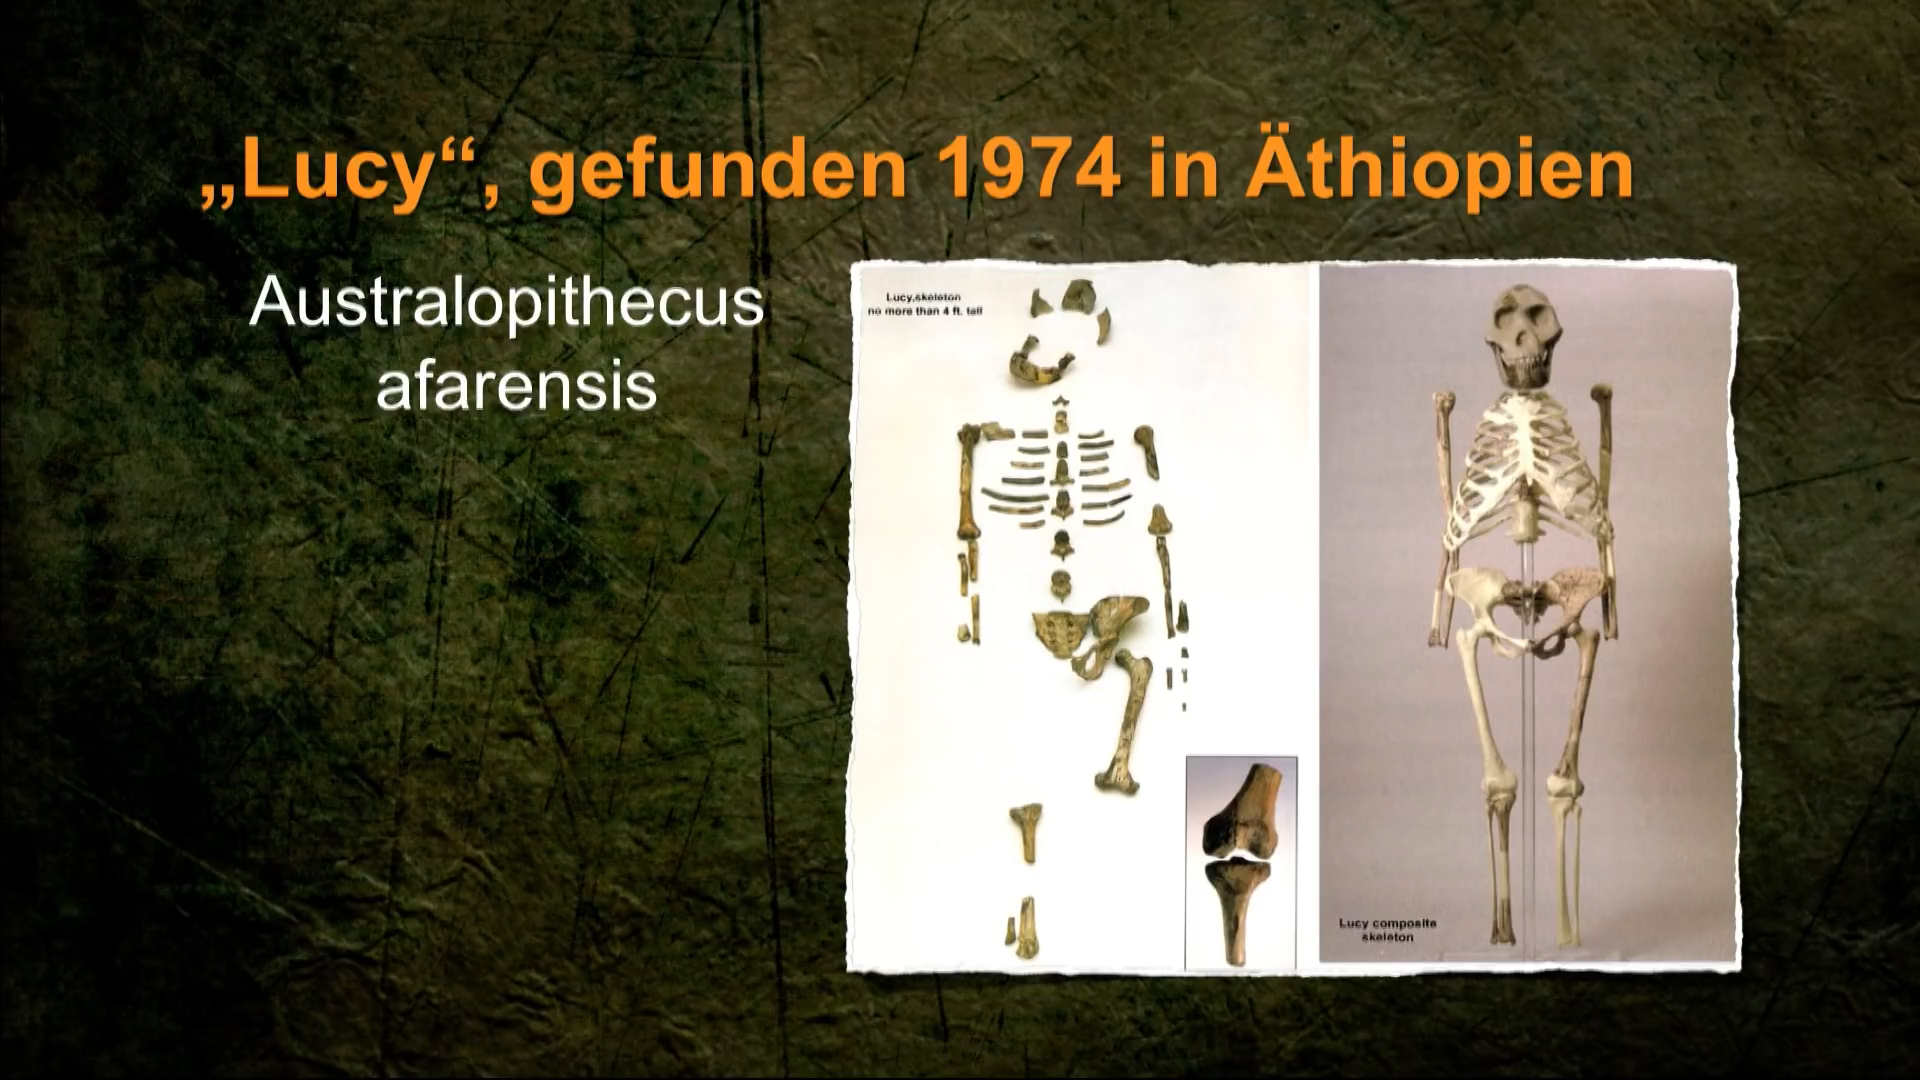 „Lucy“, gefunden 1974 in Äthiopien
Australopithecus
afarensis
Lucy skeleton
no more than 4 ft. tall
Lucy composite
skeleton